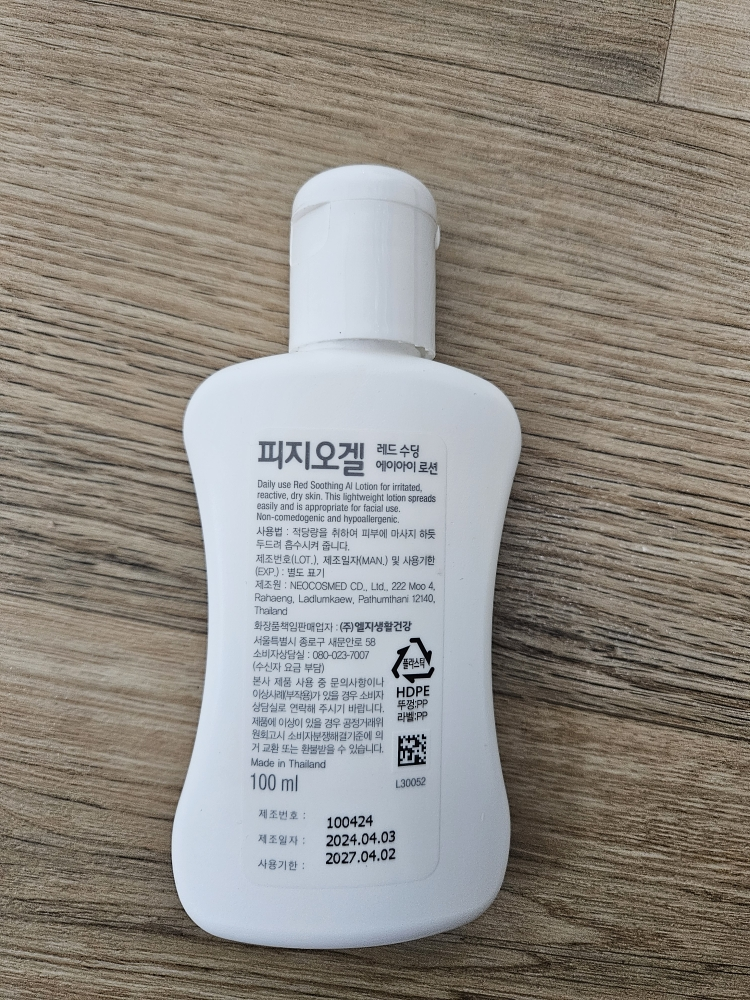 피지오겔 레드 수딩
에이아이 로션
Daily use Red Soothing AI Lotion for irritated,
reactive, dry skin. This lightweight lotion spreads
easily and is appropriate for facial use.
Non-comedogenic and hypoallergenic.
사용법 : 적당량을 취하여 피부에 마사지 하듯
두드려 흡수시켜 줍니다.
제조번호(LOT.), 제조일자(MAN.) 및 사용기한
(EXP.) : 별도 표기
제조원 : NEOCOSMED CD., Ltd., 222 Moo 4,
Rahaeng, Ladlumkaew, Pathumthani 12140,
Thailand
화장품책임판매업자 : (주)엘지생활건강
서울특별시 종로구 새문안로 58
소비자상담실 : 080-023-7007
(수신자 요금 부담)
본사 제품 사용 중 문의사항이나
이상사례(부작용)가 있을 경우 소비자
상담실로 연락해 주시기 바랍니다.
제품에 이상이 있을 경우 공정거래위
원회고시 소비자분쟁해결기준에 의
거 교환 또는 환불받을 수 있습니다.
Made in Thailand
100 ml
플라스틱
HDPE
뚜껑:PP
라벨:PP
L30052
제조번호 : 100424
제조일자 : 2024.04.03
사용기한 : 2027.04.02